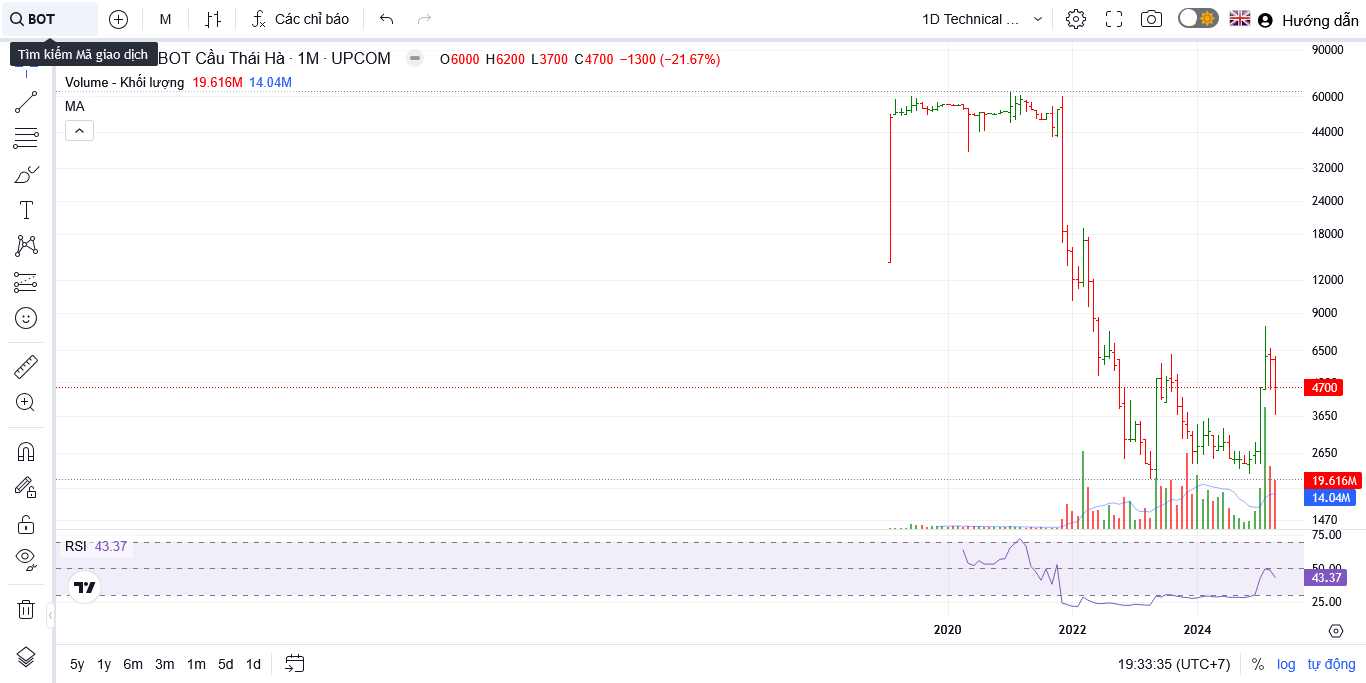 BOT
M
Các chỉ báo
1D Technical ...
Hướng dẫn
Tìm kiếm Mã giao dịch
BOT Cầu Thái Hà · 1M · UPCOM
O6000 H6200 L3700 C4700 −1300 (−21.67%)
Volume - Khối lượng 19.616M 14.04M
MA
90000
60000
44000
32000
24000
18000
12000
9000
6500
4700
3650
2650
19.616M
14.04M
1470
75.00
RSI 43.37
50.00
43.37
25.00
2020 2022 2024
5y 1y 6m 3m 1m 5d 1d
19:33:35 (UTC+7) % log tự động